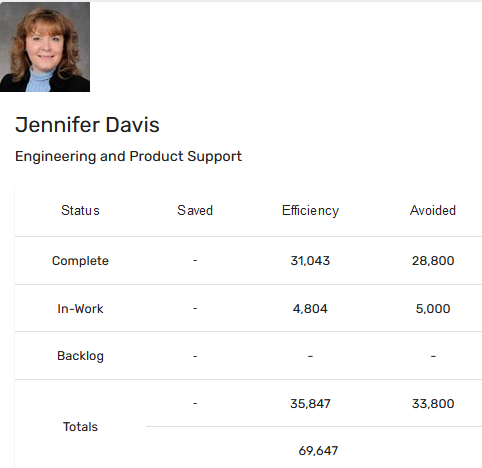 Jennifer Davis
Engineering and Product Support
Status Saved Efficiency Avoided
Complete - 31,043 28,800
In-Work - 4,804 5,000
Backlog - - -
- 35,847 33,800
Totals
69,647